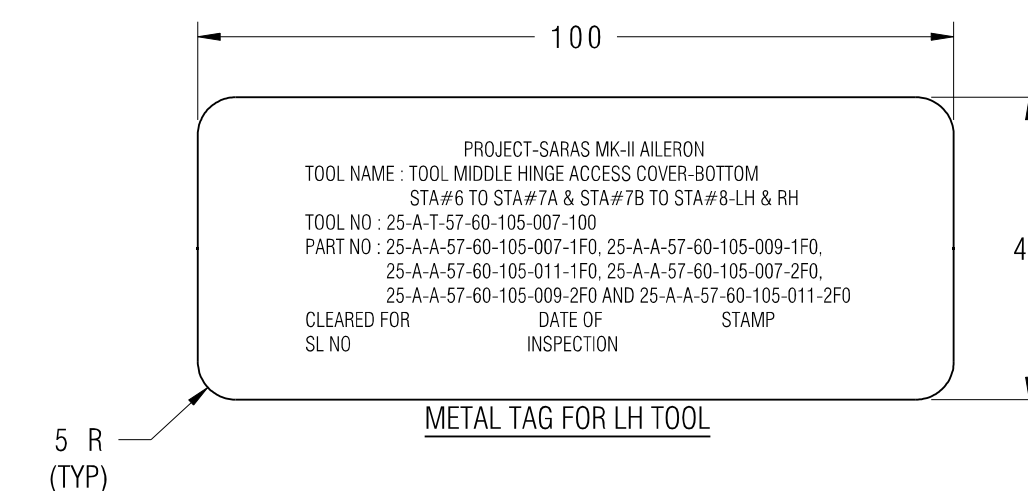 100
PROJECT-SARAS MK-II AILERON
TOOL NAME : TOOL MIDDLE HINGE ACCESS COVER-BOTTOM
STA#6 TO STA#7A & STA#7B TO STA#8-LH & RH
TOOL NO : 25-A-T-57-60-105-007-100
PART NO : 25-A-A-57-60-105-007-1F0, 25-A-A-57-60-105-009-1F0,
25-A-A-57-60-105-011-1F0, 25-A-A-57-60-105-007-2F0,
25-A-A-57-60-105-009-2F0 AND 25-A-A-57-60-105-011-2F0
CLEARED FOR DATE OF STAMP
SL NO INSPECTION
METAL TAG FOR LH TOOL
5 R
(TYP)